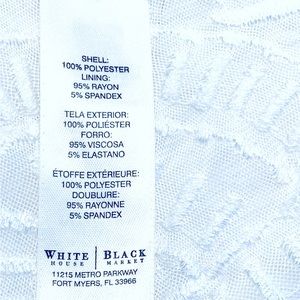 SHELL:
100% POLYESTER
LINING:
95% RAYON
5% SPANDEX
TELA EXTERIOR:
100% POLIÉSTER
FORRO:
95% VISCOSA
5% ELASTANO
ÉTOFFE EXTÉRIEURE:
100% POLYESTER
DOUBLURE:
95% RAYONNE
5% SPANDEX
WHITE | BLACK
HOUSE | MARKET
11215 METRO PARKWAY
FORT MYERS, FL 33966